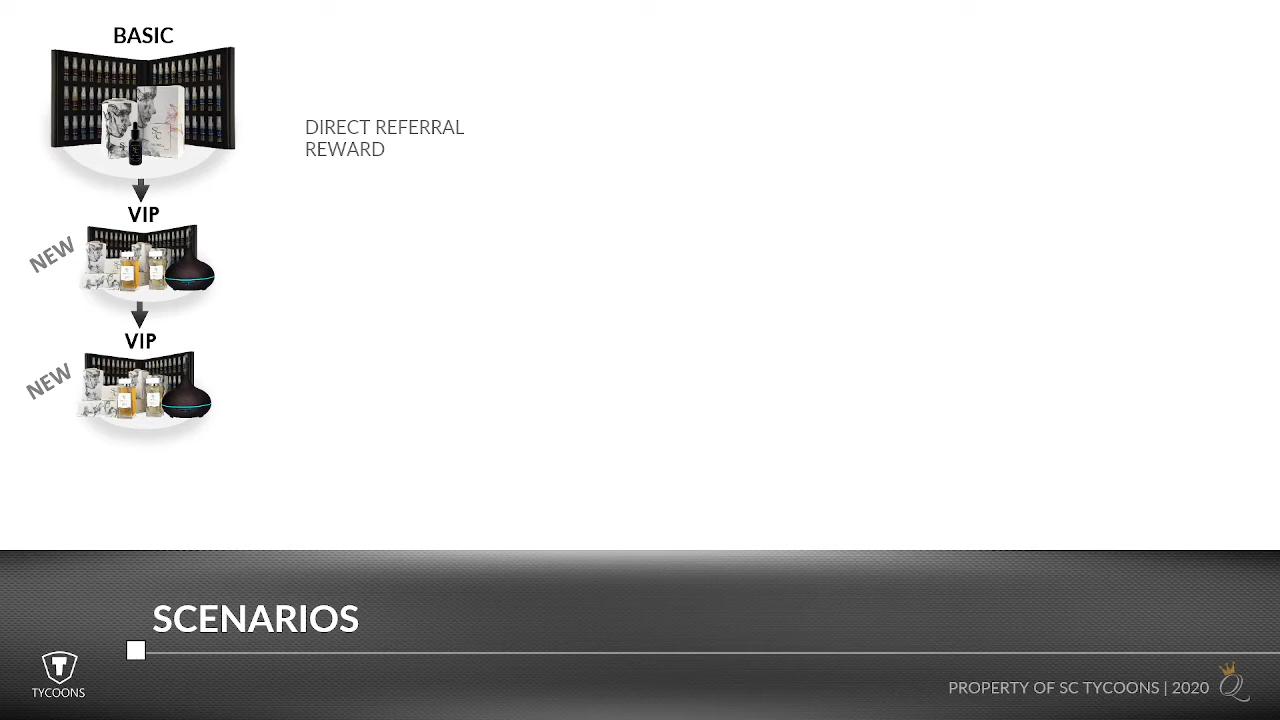 BASIC
DIRECT REFERRAL
REWARD
VIP
NEW
VIP
NEW
SCENARIOS
TYCOONS
PROPERTY OF SC TYCOONS | 2020